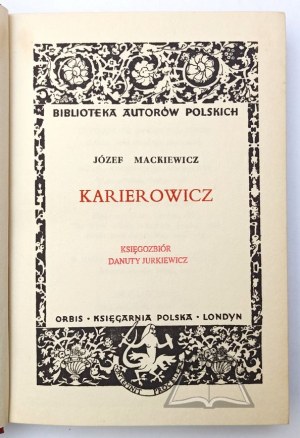 BIBLIOTEKA AUTORÓW POLSKICH
JÓZEF MACKIEWICZ
KARIEROWICZ
KSIĘGOZBIÓR
DANUTY JURKIEWICZ
ORBIS • KSIĘGARNIA POLSKA • LONDYN